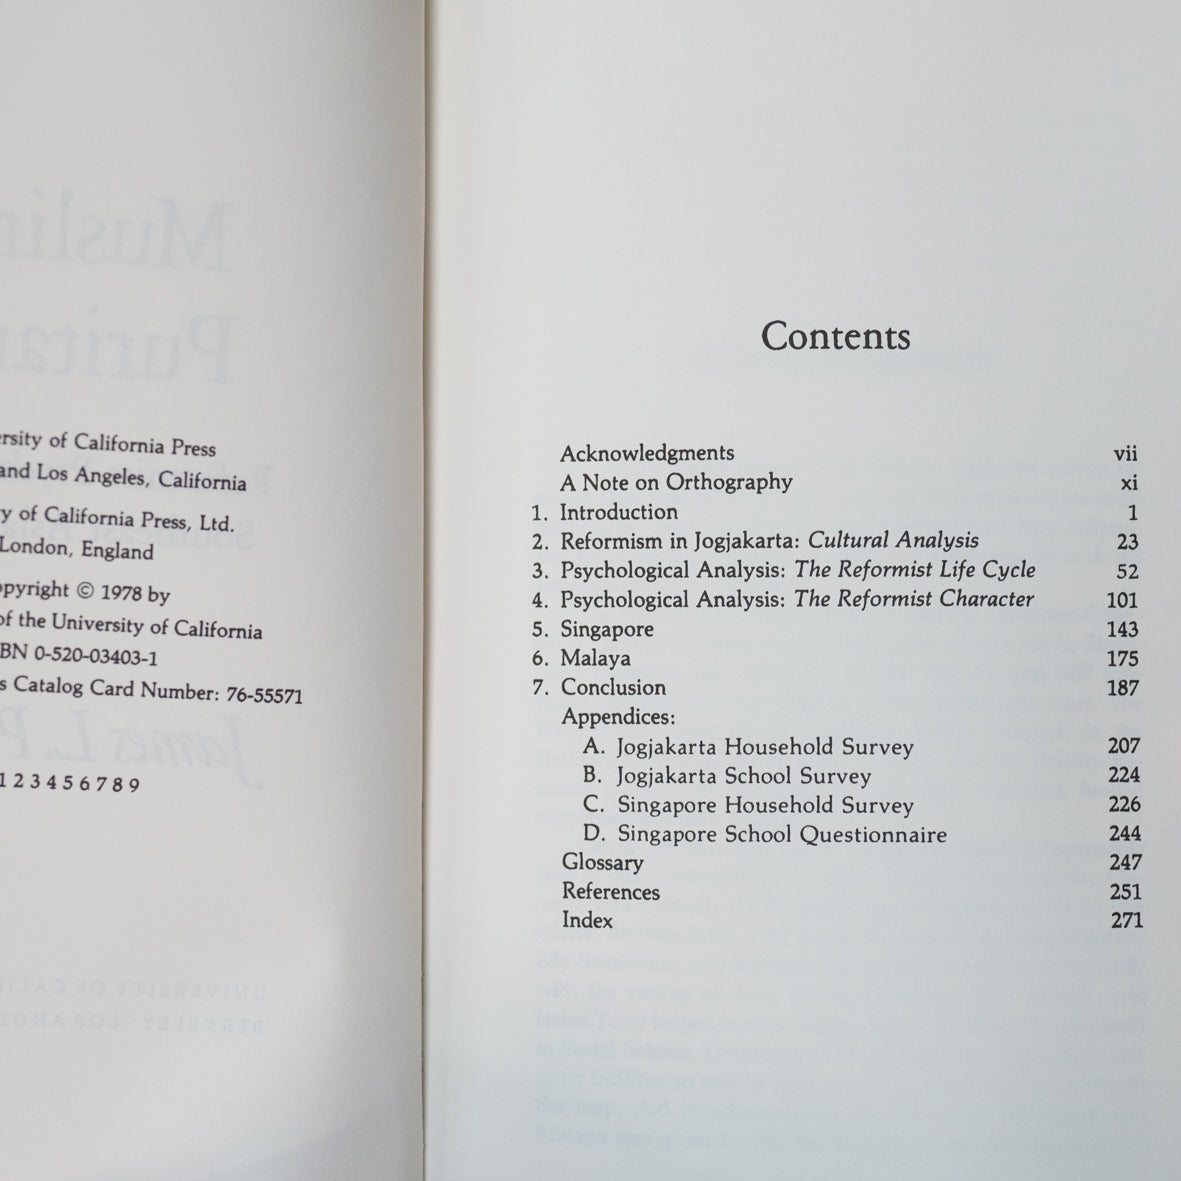 ersity of California Press
and Los Angeles, California
y of California Press, Ltd.
London, England
opyright © 1978 by
of the University of California
BN 0-520-03403-1
s Catalog Card Number: 76-55571
1 2 3 4 5 6 7 8 9
Contents
Acknowledgments vii
A Note on Orthography xi
1. Introduction 1
2. Reformism in Jogjakarta: Cultural Analysis 23
3. Psychological Analysis: The Reformist Life Cycle 52
4. Psychological Analysis: The Reformist Character 101
5. Singapore 143
6. Malaya 175
7. Conclusion 187
Appendices:
A. Jogjakarta Household Survey 207
B. Jogjakarta School Survey 224
C. Singapore Household Survey 226
D. Singapore School Questionnaire 244
Glossary 247
References 251
Index 271